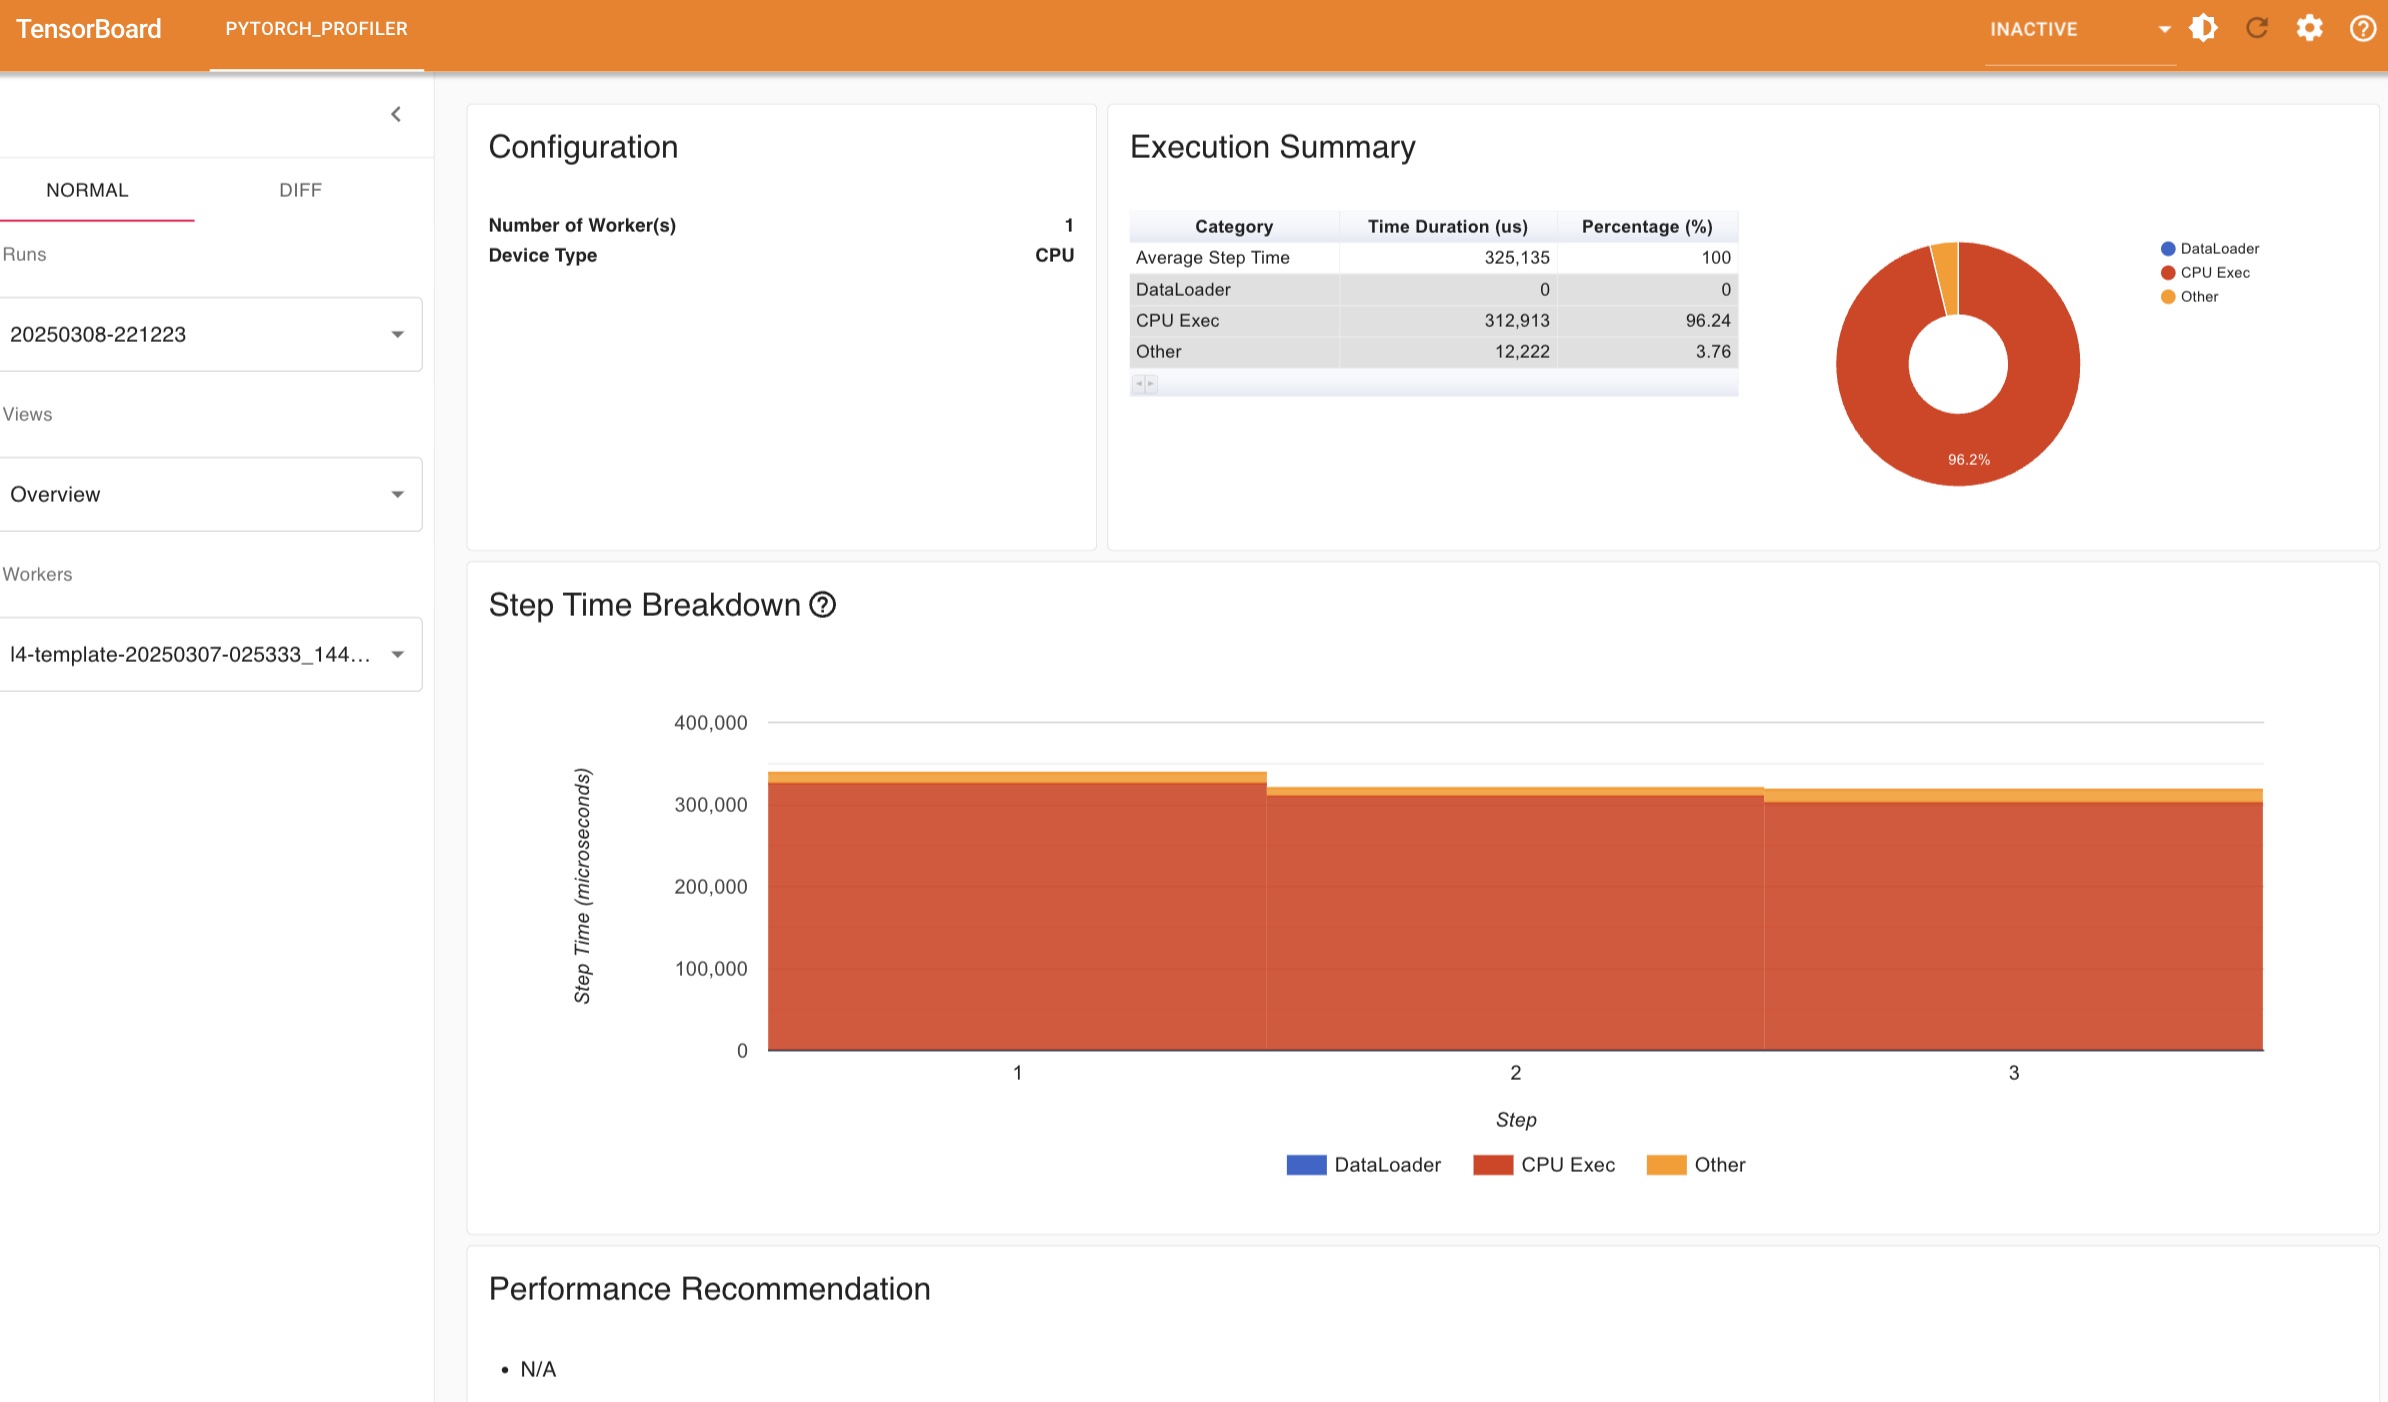 TensorBoard
PYTORCH_PROFILER
INACTIVE
NORMAL
DIFF
Runs
20250308-221223
Views
Overview
Workers
l4-template-20250307-025333_144...
Configuration
Number of Worker(s) 1
Device Type CPU
Execution Summary
Category Time Duration (us) Percentage (%)
Average Step Time 325,135 100
DataLoader 0 0
CPU Exec 312,913 96.24
Other 12,222 3.76
96.2%
DataLoader
CPU Exec
Other
Step Time Breakdown
Step Time (microseconds)
400,000
300,000
200,000
100,000
0
1 2 3
Step
DataLoader CPU Exec Other
Performance Recommendation
• N/A